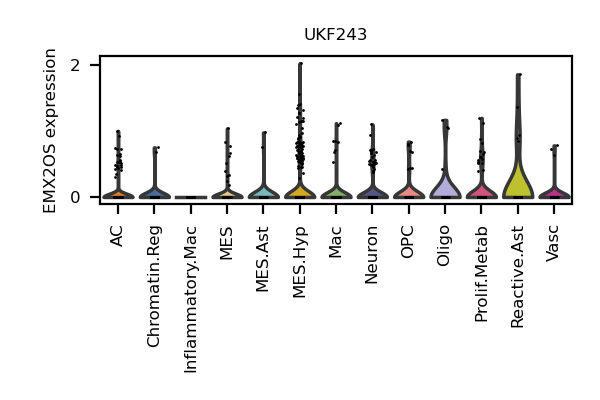 UKF243
EMX2OS expression
2
0
AC
Chromatin.Reg
Inflammatory.Mac
MES
MES.Ast
MES.Hyp
Mac
Neuron
OPC
Oligo
Prolif.Metab
Reactive.Ast
Vasc